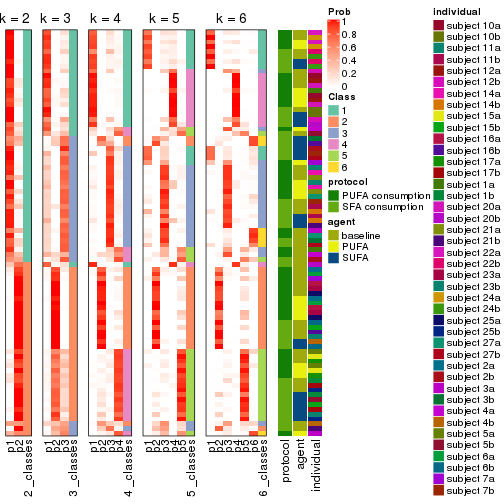 k = 2 k = 3 k = 4 k = 5 k = 6
p1
p2
2_classes
p1
p2
p3
3_classes
p1
p2
p3
p4
4_classes
p1
p2
p3
p4
p5
5_classes
p1
p2
p3
p4
p5
p6
6_classes
protocol
agent
individual
Prob
1
0.8
0.6
0.4
0.2
0
Class
1
2
3
4
5
6
protocol
PUFA consumption
SFA consumption
agent
baseline
PUFA
SUFA
individual
subject 10a
subject 10b
subject 11a
subject 11b
subject 12a
subject 12b
subject 14a
subject 14b
subject 15a
subject 15b
subject 16a
subject 16b
subject 17a
subject 17b
subject 1a
subject 1b
subject 20a
subject 20b
subject 21a
subject 21b
subject 22a
subject 22b
subject 23a
subject 23b
subject 24a
subject 24b
subject 25a
subject 25b
subject 27a
subject 27b
subject 2a
subject 2b
subject 3a
subject 3b
subject 4a
subject 4b
subject 5a
subject 5b
subject 6a
subject 6b
subject 7a
subject 7b